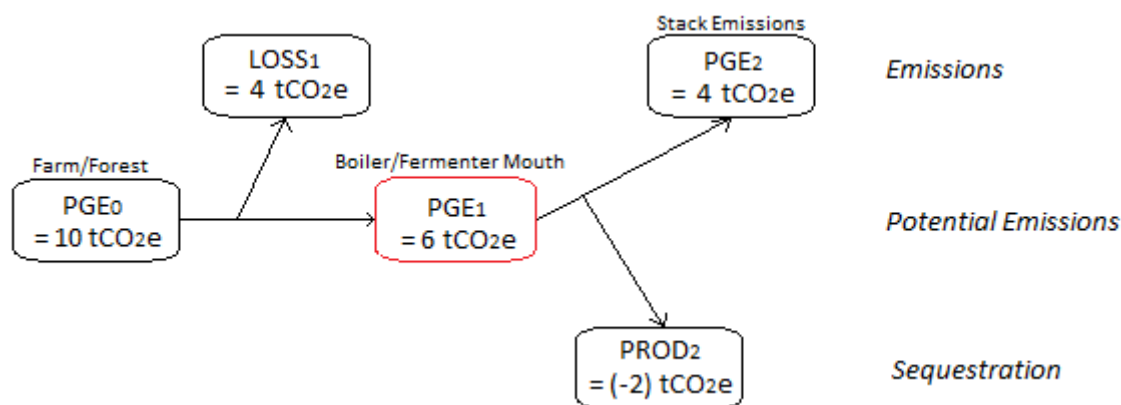 Stack Emissions
LOSS1
= 4 tCO2e
PGE2
= 4 tCO2e
Emissions
Farm/Forest
Boiler/Fermenter Mouth
PGE0
= 10 tCO2e
PGE1
= 6 tCO2e
Potential Emissions
PROD2
= (-2) tCO2e
Sequestration